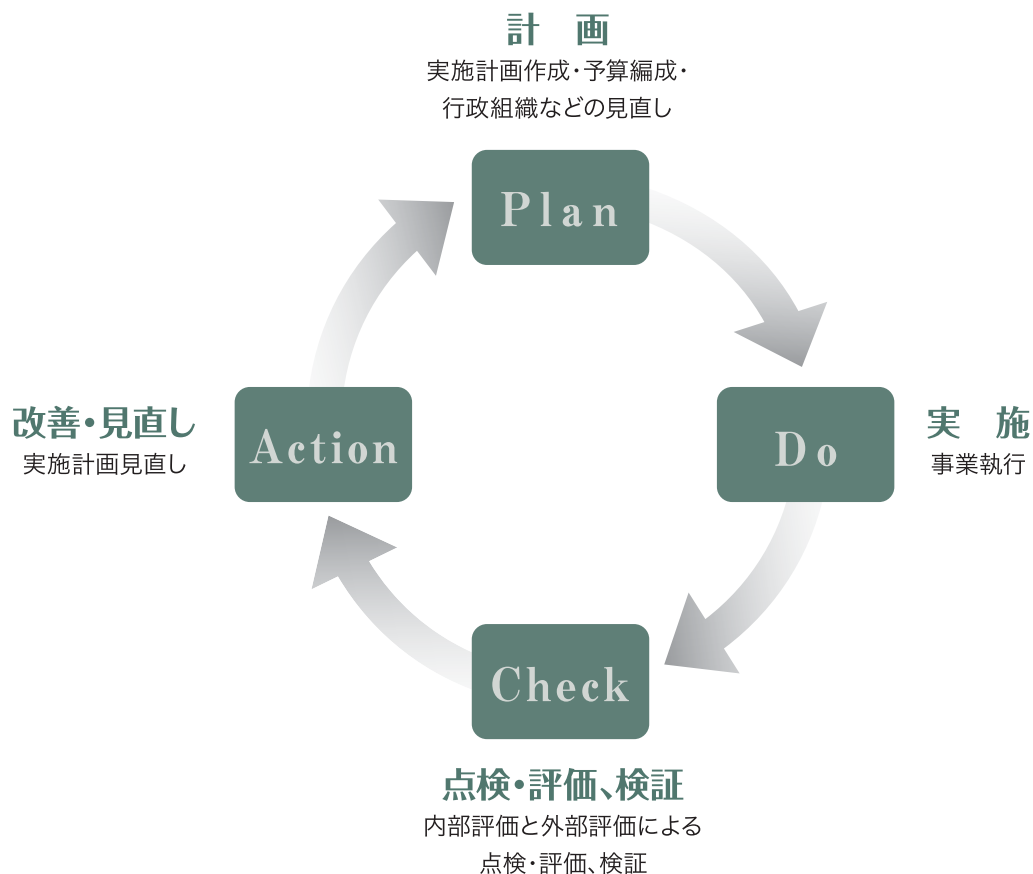 計　画
実施計画作成・予算編成・
行政組織などの見直し
Plan
改善・見直し
実施計画見直し
Action
Do
実　施
事業執行
Check
点検・評価、検証
内部評価と外部評価による
点検・評価、検証